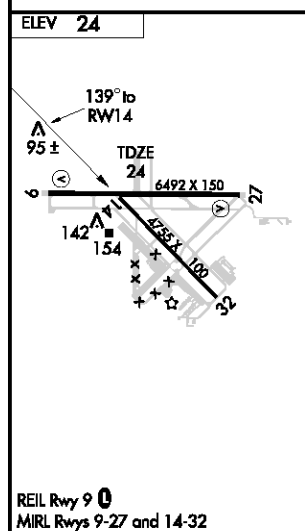 ELEV 24
139° to
RW14
95 ±
TDZE
24
V
6492 X 150
9
27
V
14
142
154
4755 X 100
32
REIL Rwy 9 L
MIRL Rwys 9-27 and 14-32